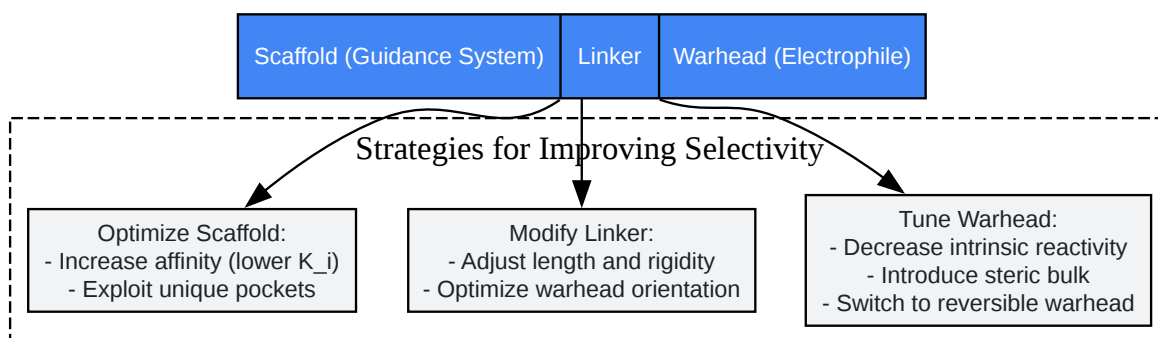 Scaffold (Guidance System) Linker Warhead (Electrophile)
Strategies for Improving Selectivity
Optimize Scaffold:
- Increase affinity (lower K_i)
- Exploit unique pockets
Modify Linker:
- Adjust length and rigidity
- Optimize warhead orientation
Tune Warhead:
- Decrease intrinsic reactivity
- Introduce steric bulk
- Switch to reversible warhead